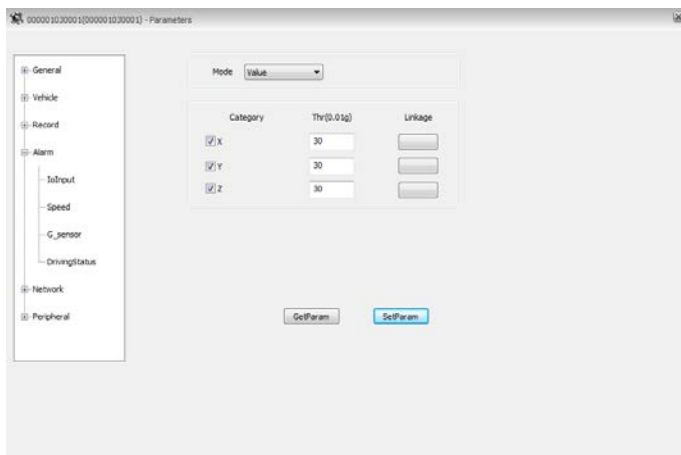 000001030001(000001030001) - Parameters
General
Vehicle
Record
Alarm
IoInput
Speed
G_sensor
DrivingStatus
Network
Peripheral
Mode Value
Category Thr(0.01g) Linkage
X 30
Y 30
Z 30
GetParam SetParam